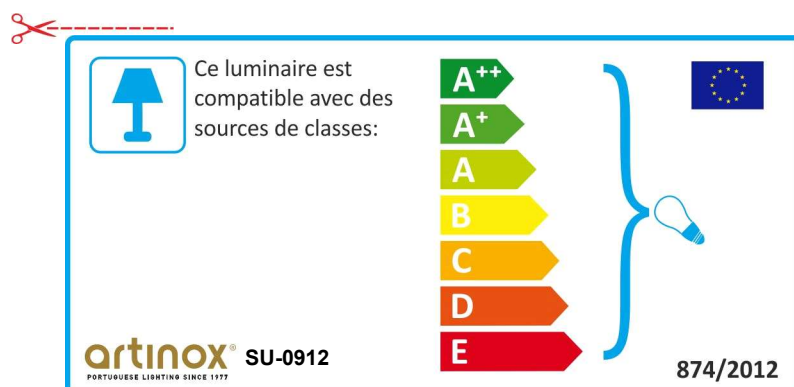 Ce luminaire est
compatible avec des
sources de classes:
A++
A+
A
B
C
D
E
artinox® SU-0912
PORTUGUESE LIGHTING SINCE 1977
874/2012